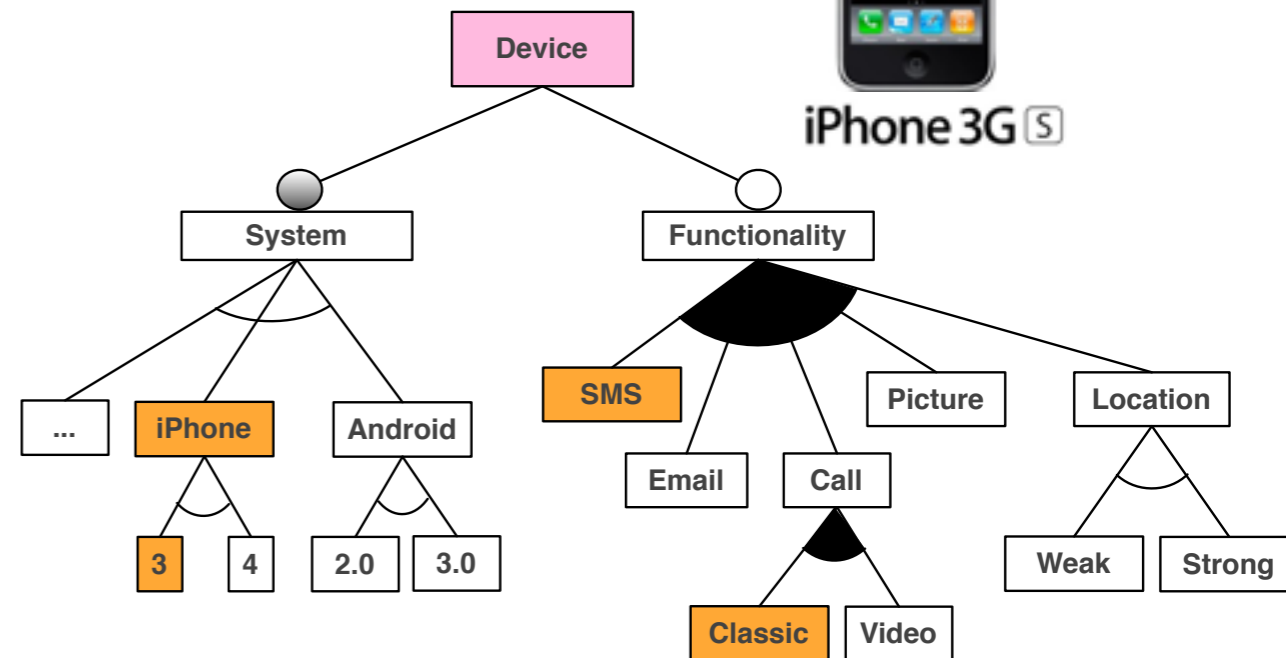 Device
iPhone 3G S
System
Functionality
...
iPhone
Android
SMS
Picture
Location
Email
Call
3
4
2.0
3.0
Weak
Strong
Classic
Video